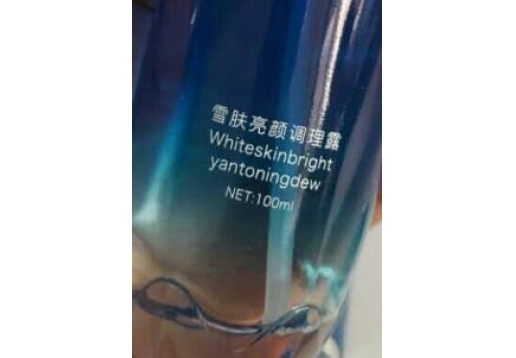 雪肤亮颜调理露
Whiteskinbright
yantoningdew
NET:100ml